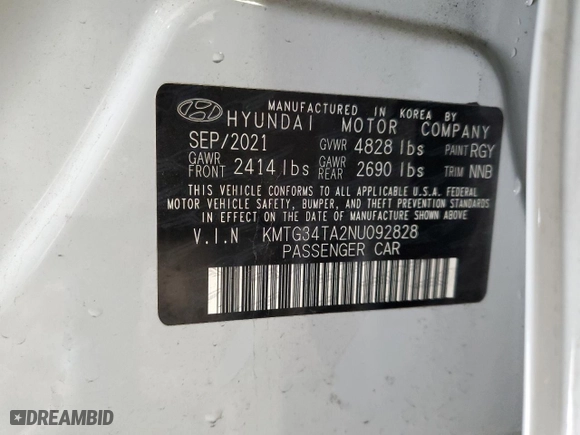 MANUFACTURED IN KOREA BY
HYUNDAI MOTOR COMPANY
SEP/2021 GVWR 4828 lbs PAINT RGY
GAWR FRONT 2414 lbs GAWR REAR 2690 lbs TRIM NNB
THIS VEHICLE CONFORMS TO ALL APPLICABLE U.S.A. FEDERAL
MOTOR VEHICLE SAFETY, BUMPER, AND THEFT PREVENTION STANDARDS
IN EFFECT ON THE DATE OF MANUFACTURE SHOWN ABOVE.
V.I.N KMTG34TA2NU092828
PASSENGER CAR
DREAMBID